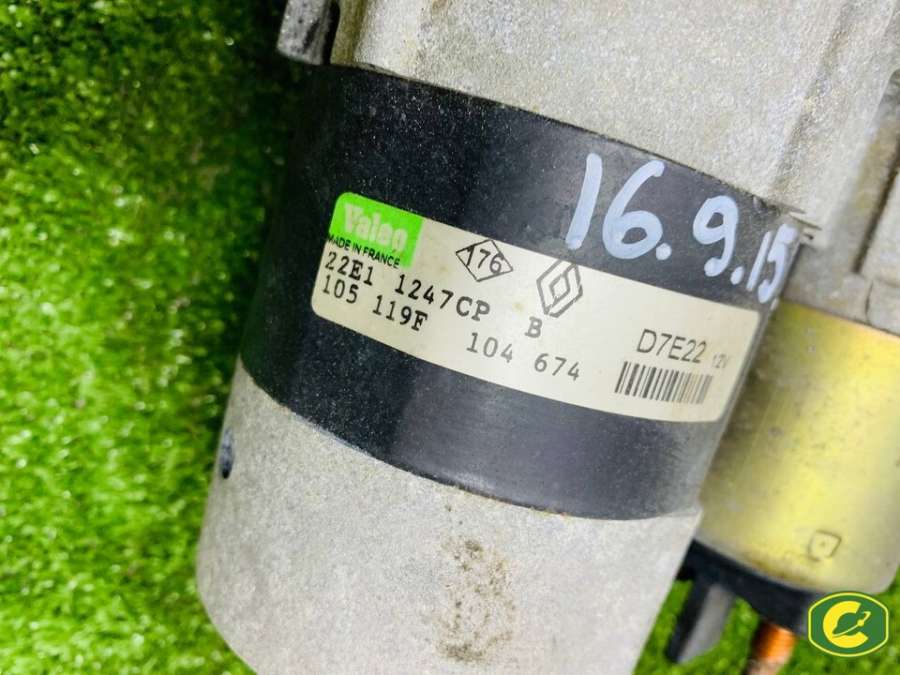 16.9.15.
Valeo
MADE IN FRANCE
176
22E1 1247CP B
105 119F 104 674
D7E22 12V